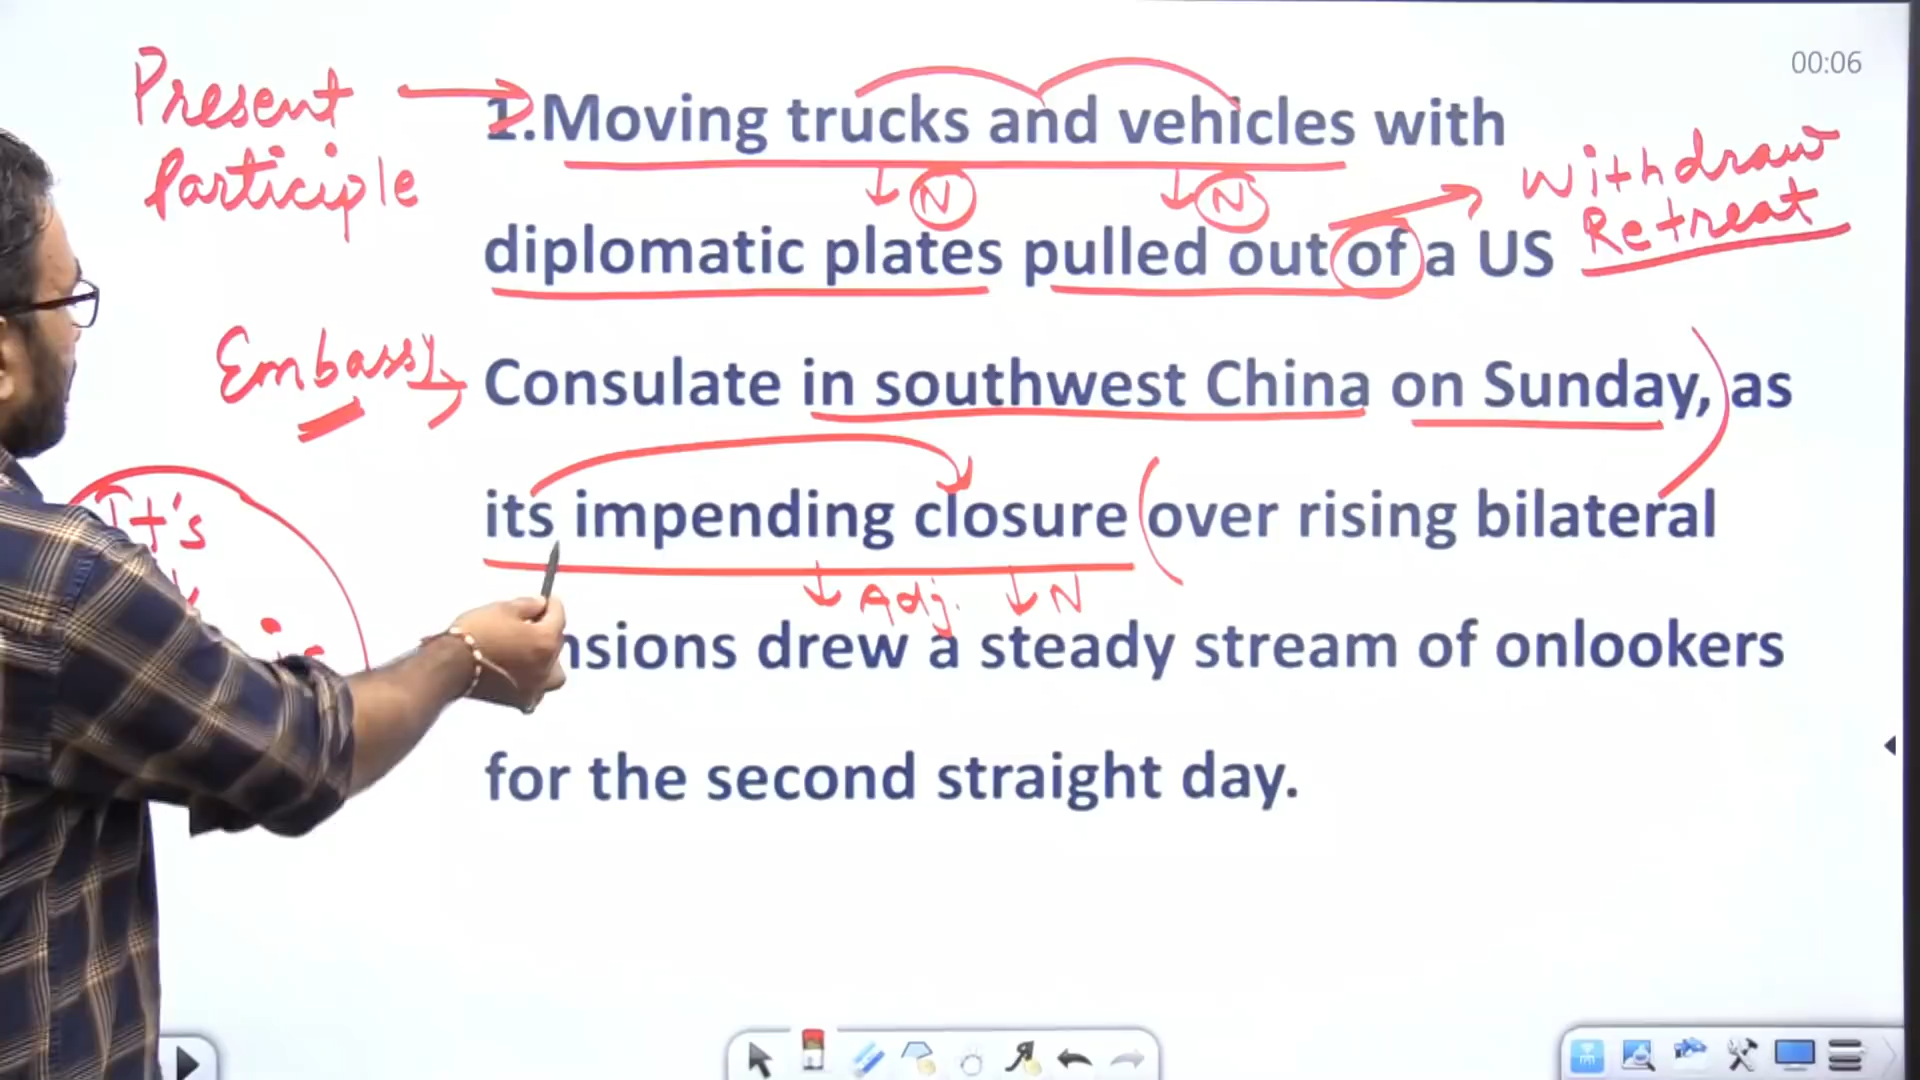 00:06
Present
Participle
1.Moving trucks and vehicles with
N N
Withdraw
Retreat
diplomatic plates pulled out of a US
Embassy
Consulate in southwest China on Sunday, as
It's
its impending closure over rising bilateral
Adj. N
drew a steady stream of onlookers
for the second straight day.